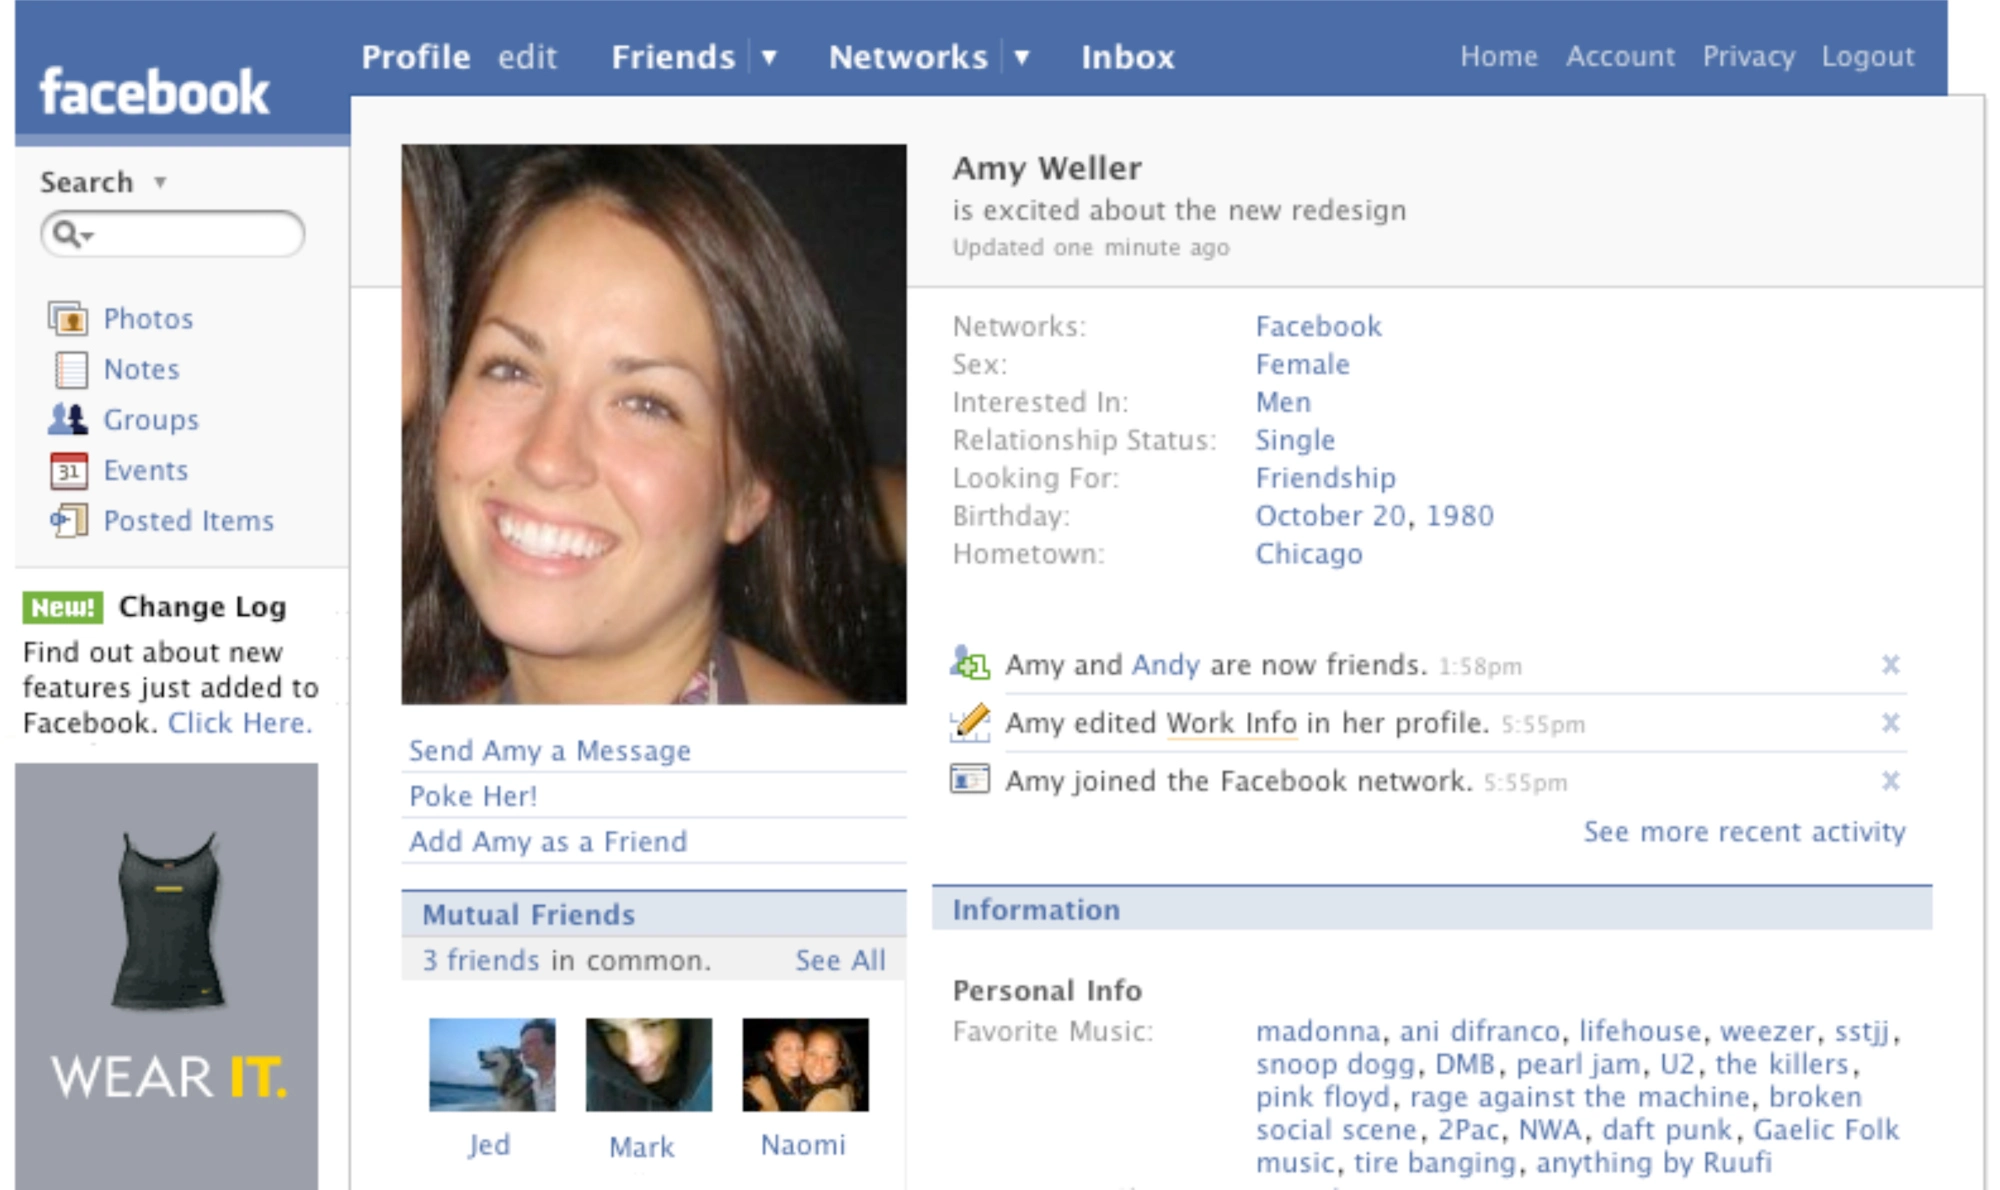 Profile edit Friends Networks Inbox Home Account Privacy Logout
facebook
Search
Photos
Notes
Groups
31 Events
Posted Items
New! Change Log
Find out about new
features just added to
Facebook. Click Here.
WEAR IT.
Send Amy a Message
Poke Her!
Add Amy as a Friend
Mutual Friends
3 friends in common. See All
Jed Mark Naomi
Amy Weller
is excited about the new redesign
Updated one minute ago
Networks: Facebook
Sex: Female
Interested In: Men
Relationship Status: Single
Looking For: Friendship
Birthday: October 20, 1980
Hometown: Chicago
Amy and Andy are now friends. 1:58pm
Amy edited Work Info in her profile. 5:55pm
Amy joined the Facebook network. 5:55pm
See more recent activity
Information
Personal Info
Favorite Music: madonna, ani difranco, lifehouse, weezer, sstjj,
snoop dogg, DMB, pearl jam, U2, the killers,
pink floyd, rage against the machine, broken
social scene, 2Pac, NWA, daft punk, Gaelic Folk
music, tire banging, anything by Ruufi